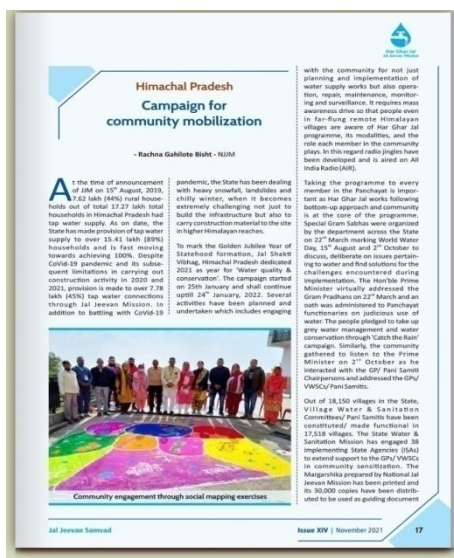 Har Ghar Jal
Jal Jeevan Mission
Himachal Pradesh
Campaign for
community mobilization
- Rachna Gahilote Bisht - NJJM
At the time of announcement
of JJM on 15th August, 2019,
7.62 lakh (44%) rural house-
holds out of total 17.27 lakh total
households in Himachal Pradesh had
tap water supply. As on date, the
State has made provision of tap water
supply to over 15.41 lakh (89%)
households and is fast moving
towards achieving 100%. Despite
CoVid-19 pandemic and its subse-
quent limitations in carrying out
construction activity in 2020 and
2021, provision is made to over 7.78
lakh (45%) tap water connections
through Jal Jeevan Mission. In
addition to battling with CoVid-19
pandemic, the State has been dealing
with heavy snowfall, landslides and
chilly winter, when it becomes
extremely challenging not just to
build the infrastructure but also to
carry construction material to the site
in higher Himalayan reaches.
To mark the Golden Jubilee Year of
Statehood formation, Jal Shakti
Vibhag, Himachal Pradesh dedicated
2021 as year for 'Water quality &
conservation'. The campaign started
on 25th January and shall continue
uptill 24th January, 2022. Several
activities have been planned and
undertaken which includes engaging
with the community for not just
planning and implementation of
water supply works but also opera-
tion, repair, maintenance, monitor-
ing and surveillance. It requires mass
awareness drive so that people even
in far-flung remote Himalayan
villages are aware of Har Ghar Jal
programme, its modalities, and the
role each member in the community
plays. In this regard radio jingles have
been developed and is aired on All
India Radio (AIR).
Taking the programme to every
member in the Panchayat is impor-
tant as Har Ghar Jal works following
bottom-up approach and community
is at the core of the programme.
Special Gram Sabhas were organized
by the department across the State
on 22nd March marking World Water
Day, 15th August and 2nd October to
discuss, deliberate on issues pertain-
ing to water and find solutions for the
challenges encountered during
implementation. The Hon'ble Prime
Minister virtually addressed the
Gram Pradhans on 22nd March and an
oath was administered to Panchayat
functionaries on judicious use of
water. The people pledged to take up
grey water management and water
conservation through 'Catch the Rain'
campaign. Similarly, the community
gathered to listen to the Prime
Minister on 2nd October as he
interacted with the GP/ Pani Samiti
Chairpersons and addressed the GPs/
VWSCs/ Pani Samitis.
Out of 18,150 villages in the State,
Village Water & Sanitation
Committees/ Pani Samitis have been
constituted/ made functional in
17,518 villages. The State Water &
Sanitation Mission has engaged 38
Implementing State Agencies (ISAs)
to extend support to the GPs/ VWSCs
in community sensitization. The
Margarshika prepared by National Jal
Jeevan Mission has been printed and
its 30,000 copies have been distrib-
uted to be used as guiding document
Community engagement through social mapping exercises
Jal Jeevan Samvad
Issue XIV | November 2021
17